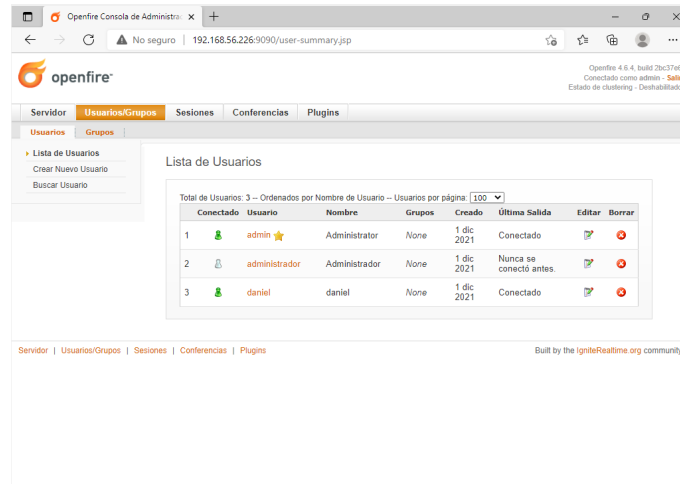 Openfire Consola de Administrac
No seguro | 192.168.56.226:9090/user-summary.jsp
openfire
Openfire 4.6.4, build 2bc37e6
Conectado como admin - Salir
Estado de clustering - Deshabilitado
Servidor Usuarios/Grupos Sesiones Conferencias Plugins
Usuarios Grupos
Lista de Usuarios
Crear Nuevo Usuario
Buscar Usuario
Lista de Usuarios
Total de Usuarios: 3 -- Ordenados por Nombre de Usuario -- Usuarios por página: 100
Conectado Usuario Nombre Grupos Creado Última Salida Editar Borrar
1 admin Administrator None 1 dic 2021 Conectado
2 administrador Administrador None 1 dic 2021 Nunca se conectó antes.
3 daniel daniel None 1 dic 2021 Conectado
Servidor | Usuarios/Grupos | Sesiones | Conferencias | Plugins
Built by the IgniteRealtime.org community